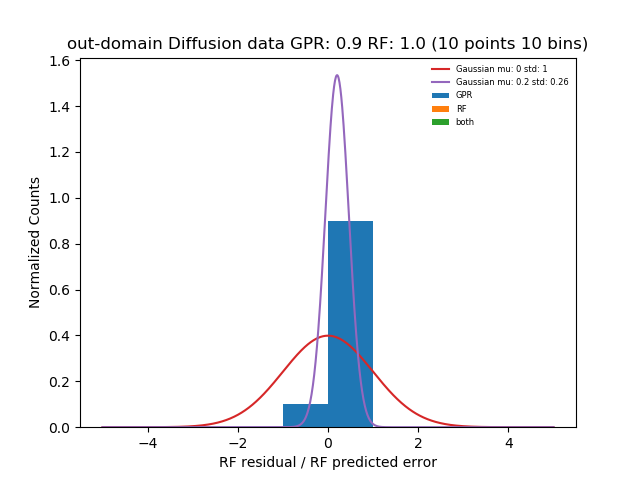 out-domain Diffusion data GPR: 0.9 RF: 1.0 (10 points 10 bins)
Gaussian mu: 0 std: 1
Gaussian mu: 0.2 std: 0.26
GPR
RF
both
Normalized Counts
1.6
1.4
1.2
1.0
0.8
0.6
0.4
0.2
0.0
−4 −2 0 2 4
RF residual / RF predicted error